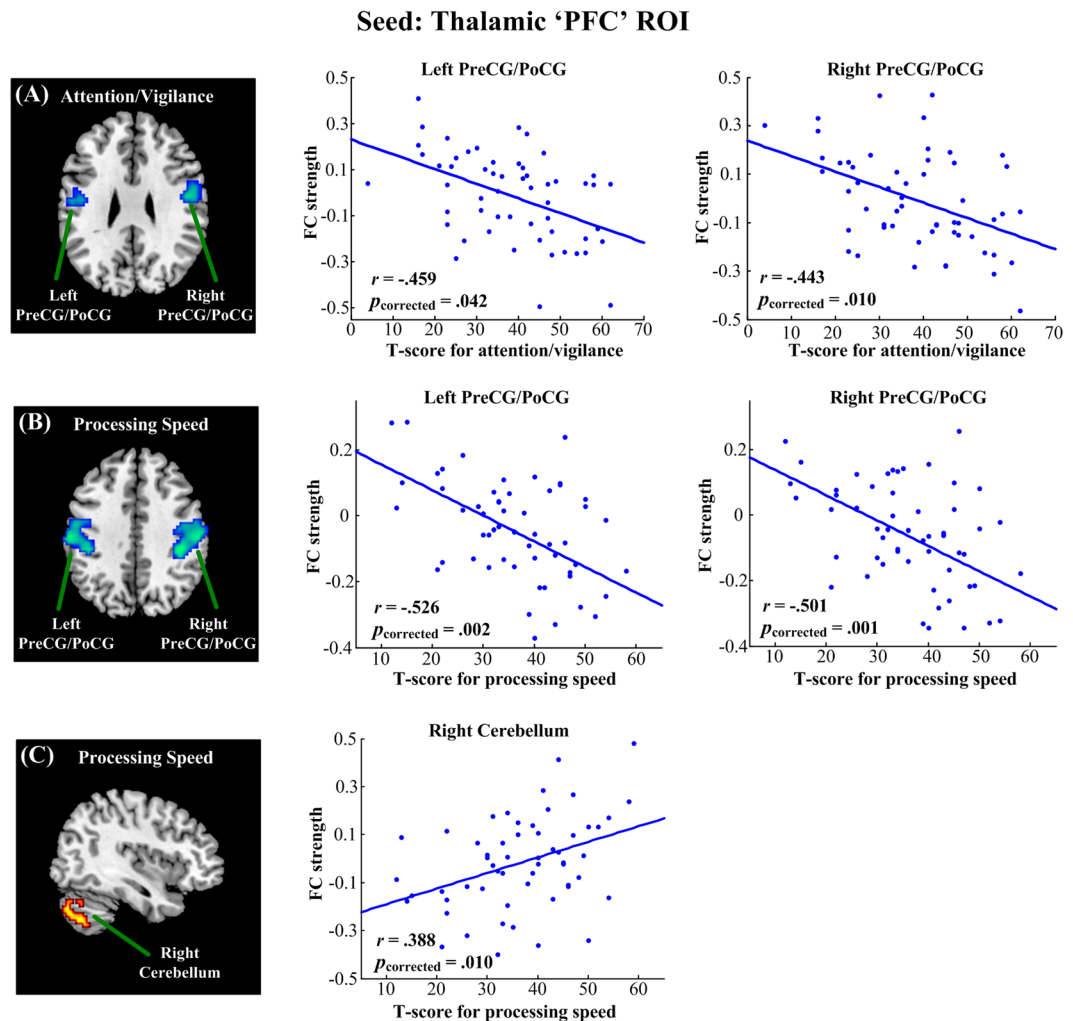 Seed: Thalamic ‘PFC’ ROI
(A)
Attention/Vigilance
Left
PreCG/PoCG
Right
PreCG/PoCG
Left PreCG/PoCG
FC strength
0.5
0.3
0.1
-0.1
-0.3
-0.5
r = -.459
pcorrected = .042
0 10 20 30 40 50 60 70
T-score for attention/vigilance
Right PreCG/PoCG
FC strength
0.5
0.3
0.1
-0.1
-0.3
-0.5
r = -.443
pcorrected = .010
0 10 20 30 40 50 60 70
T-score for attention/vigilance
(B)
Processing Speed
Left
PreCG/PoCG
Right
PreCG/PoCG
Left PreCG/PoCG
FC strength
0.2
0
-0.2
-0.4
r = -.526
pcorrected = .002
10 20 30 40 50 60
T-score for processing speed
Right PreCG/PoCG
FC strength
0.2
0
-0.2
-0.4
r = -.501
pcorrected = .001
10 20 30 40 50 60
T-score for processing speed
(C)
Processing Speed
Right
Cerebellum
Right Cerebellum
FC strength
0.5
0.3
0.1
-0.1
-0.3
-0.5
r = .388
pcorrected = .010
10 20 30 40 50 60
T-score for processing speed